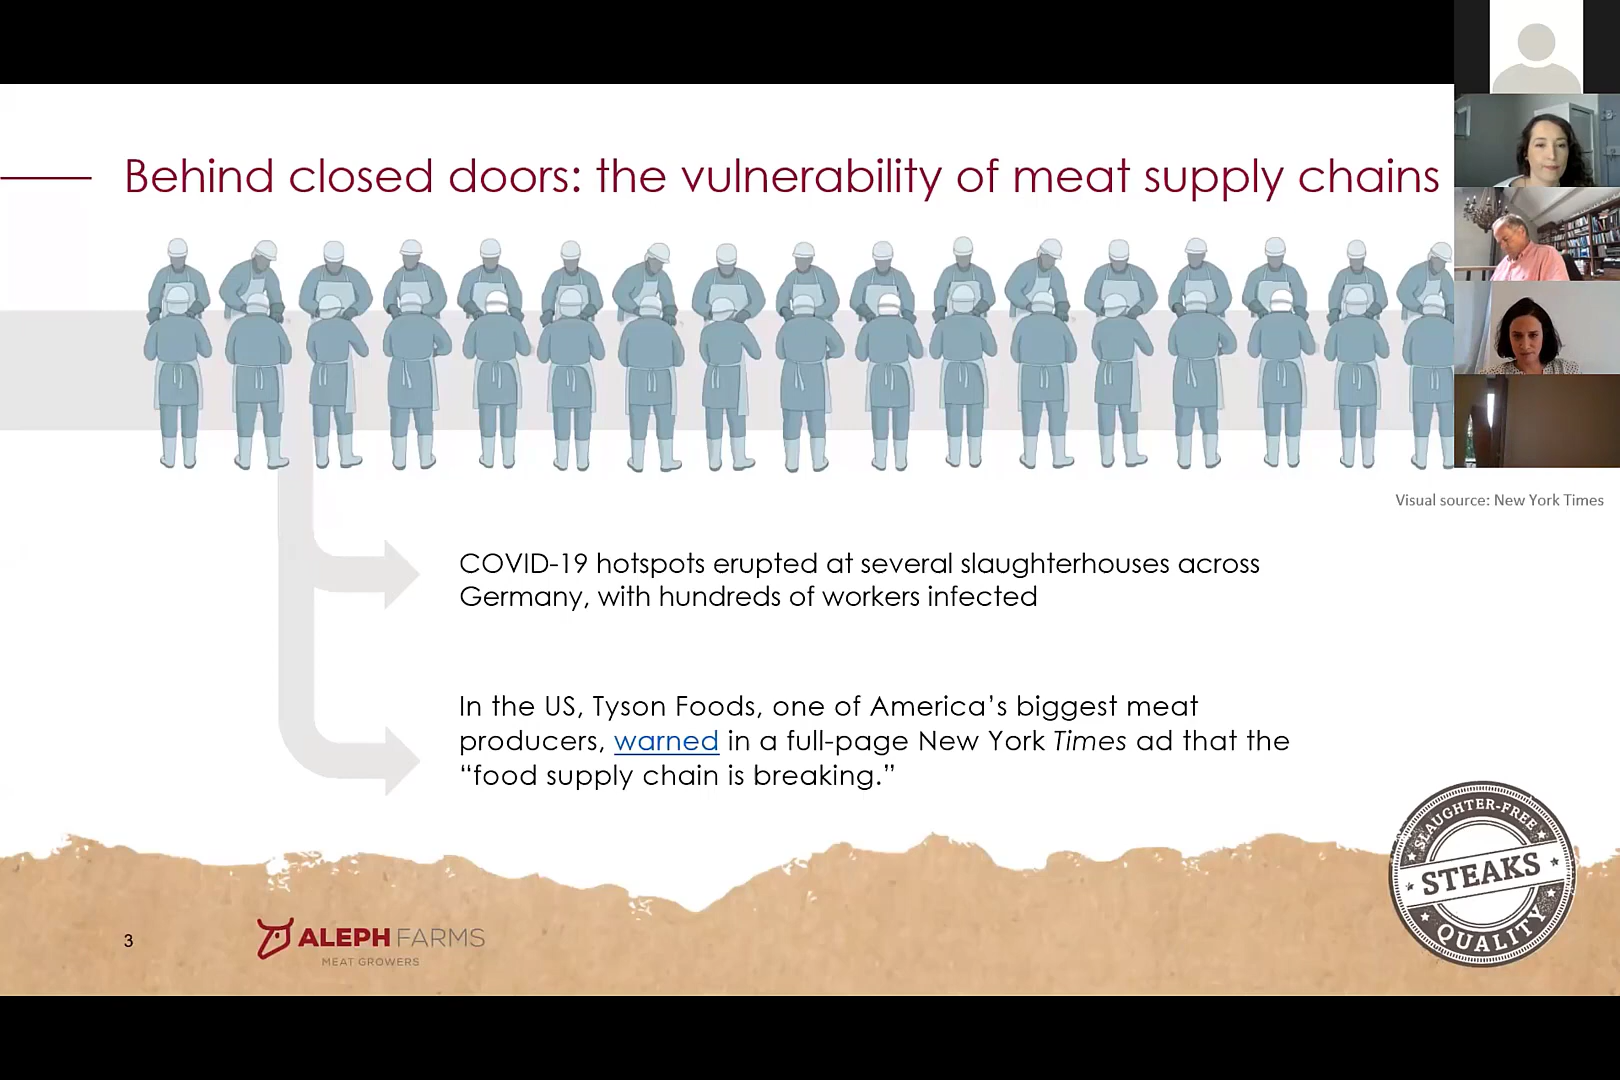 Behind closed doors: the vulnerability of meat supply chains
Visual source: New York Times
COVID-19 hotspots erupted at several slaughterhouses across
Germany, with hundreds of workers infected
In the US, Tyson Foods, one of America’s biggest meat
producers, warned in a full-page New York Times ad that the
“food supply chain is breaking.”
SLAUGHTER-FREE
STEAKS
QUALITY
3
ALEPH FARMS
MEAT GROWERS